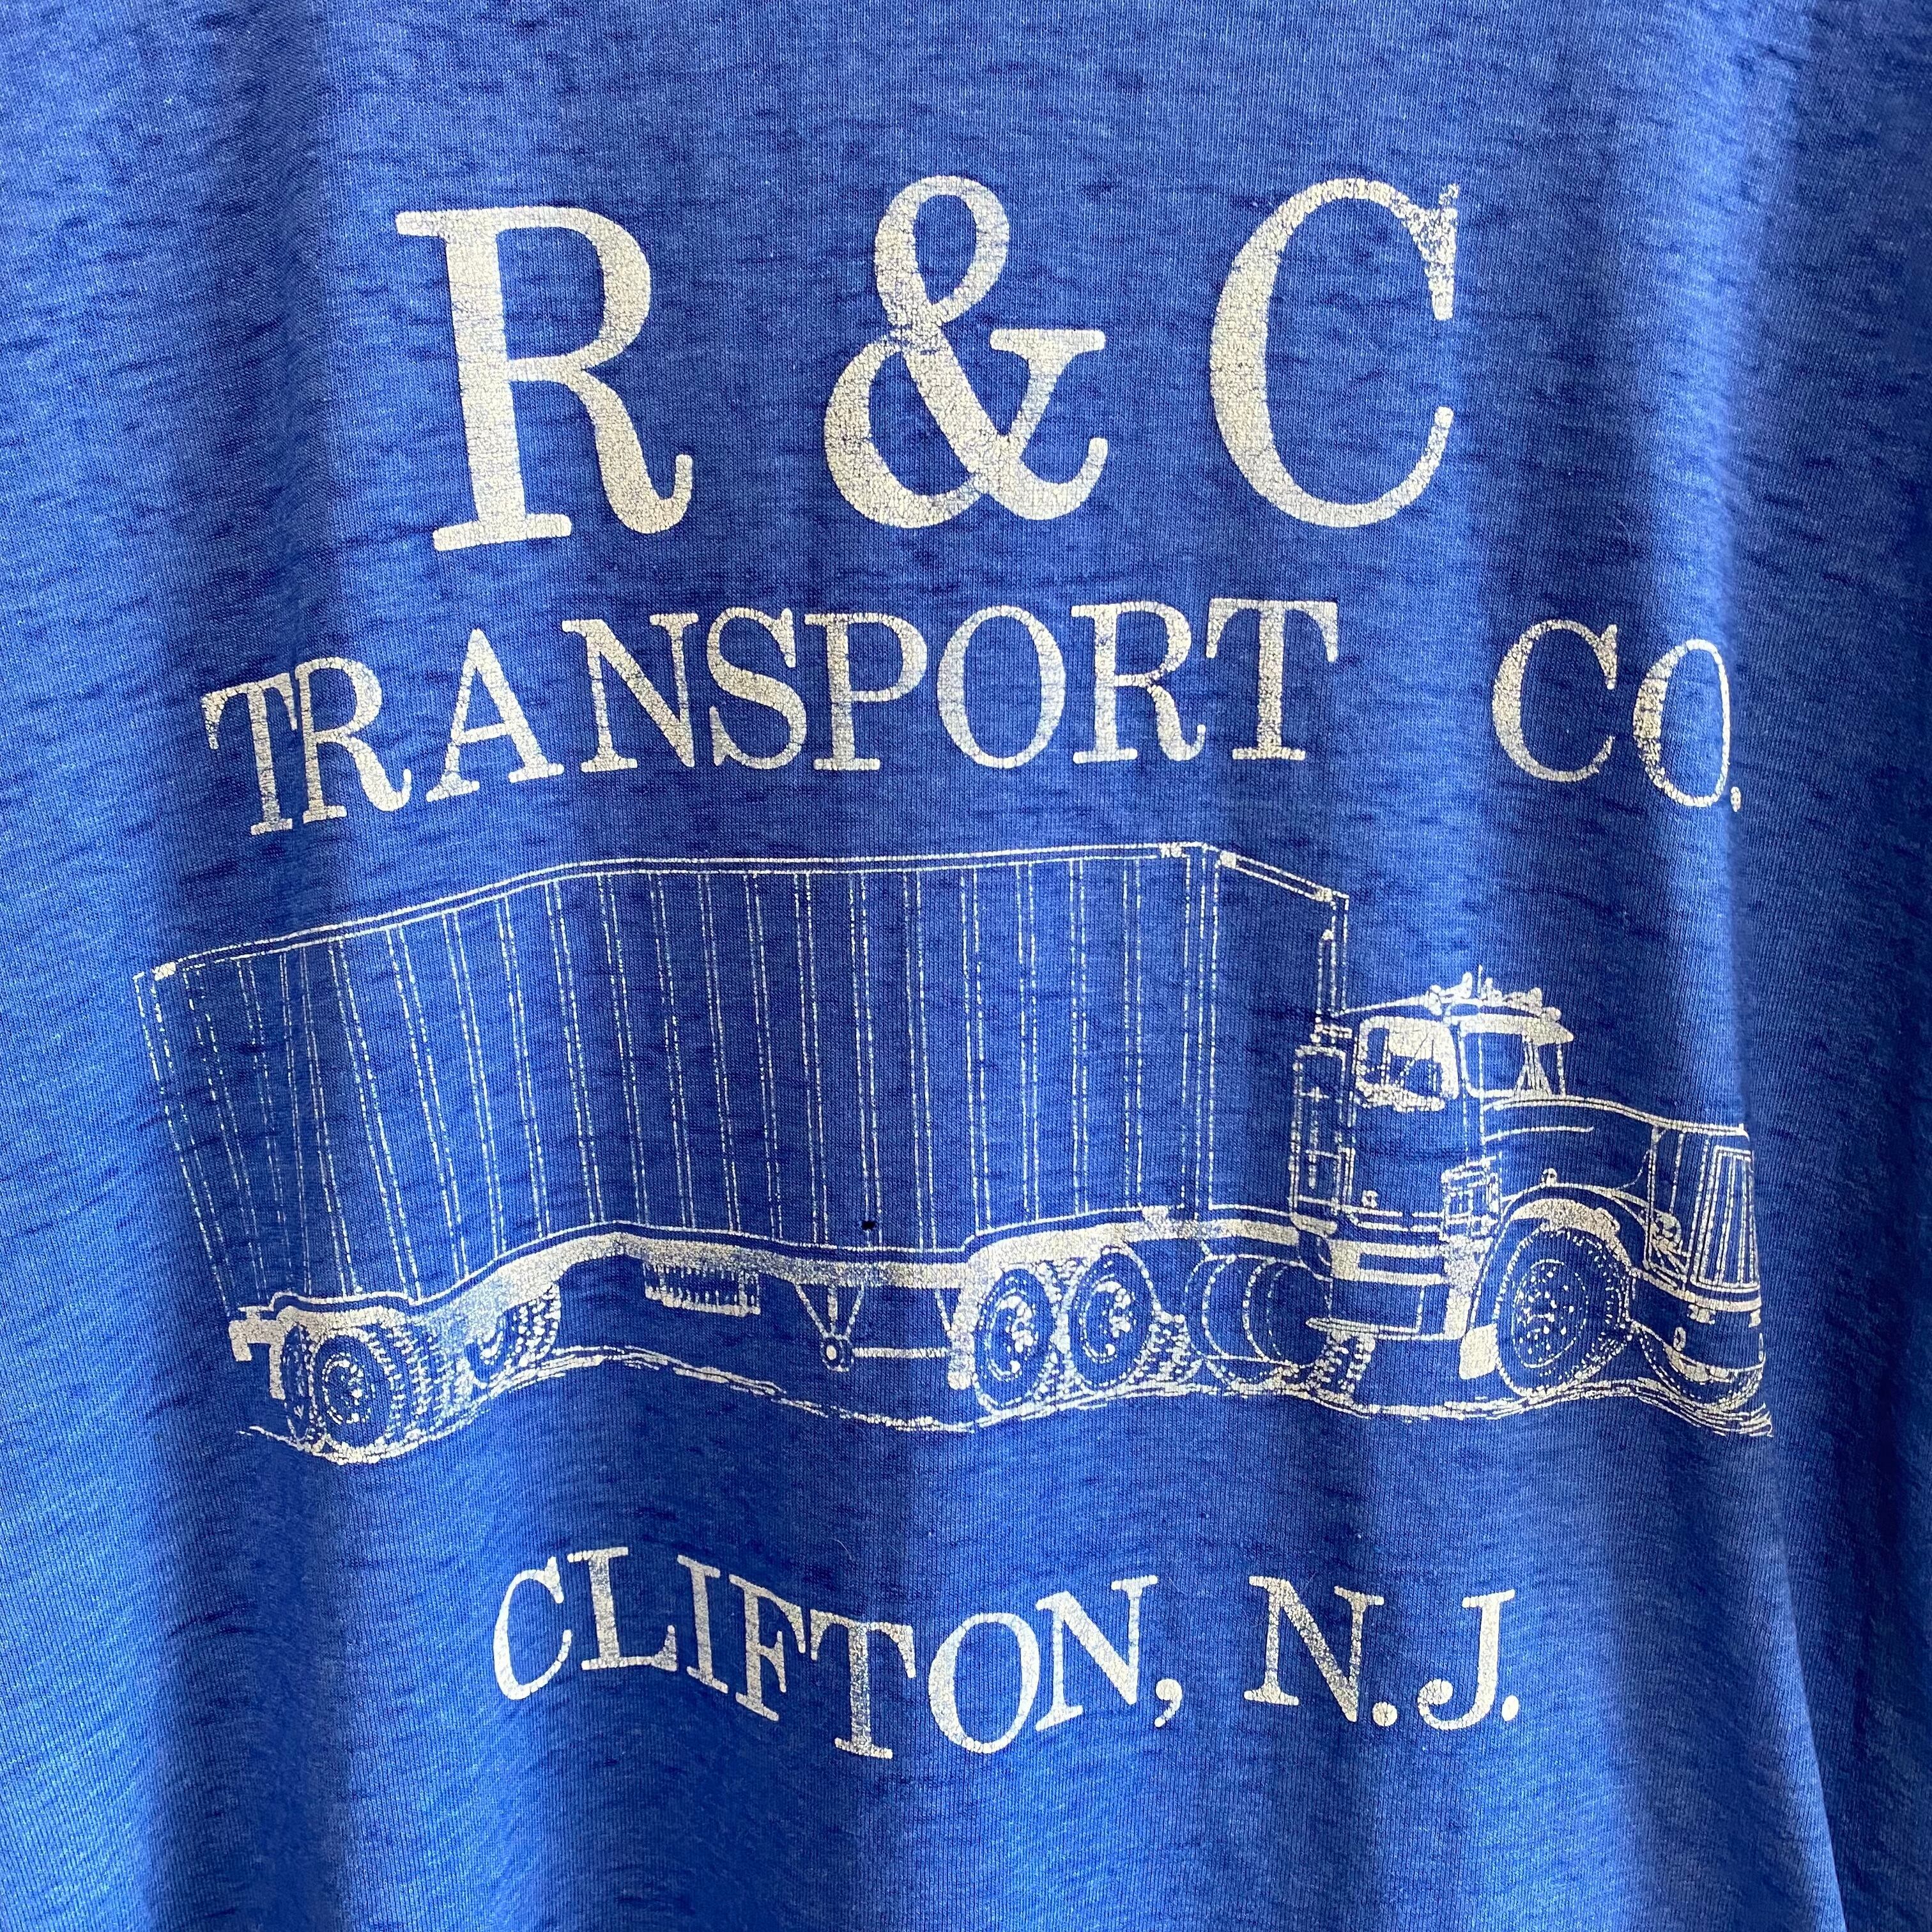 R & C
TRANSPORT CO.
CLIFTON, N.J.